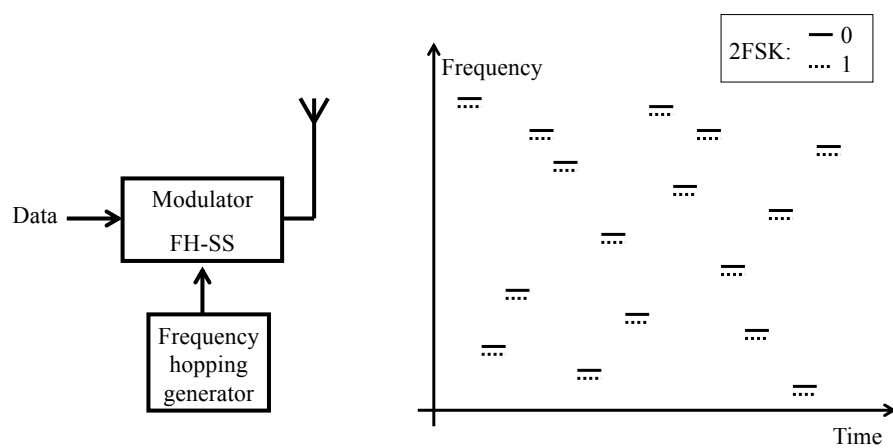 Data
Modulator
FH-SS
Frequency
hopping
generator
Frequency
2FSK:
0
1
Time